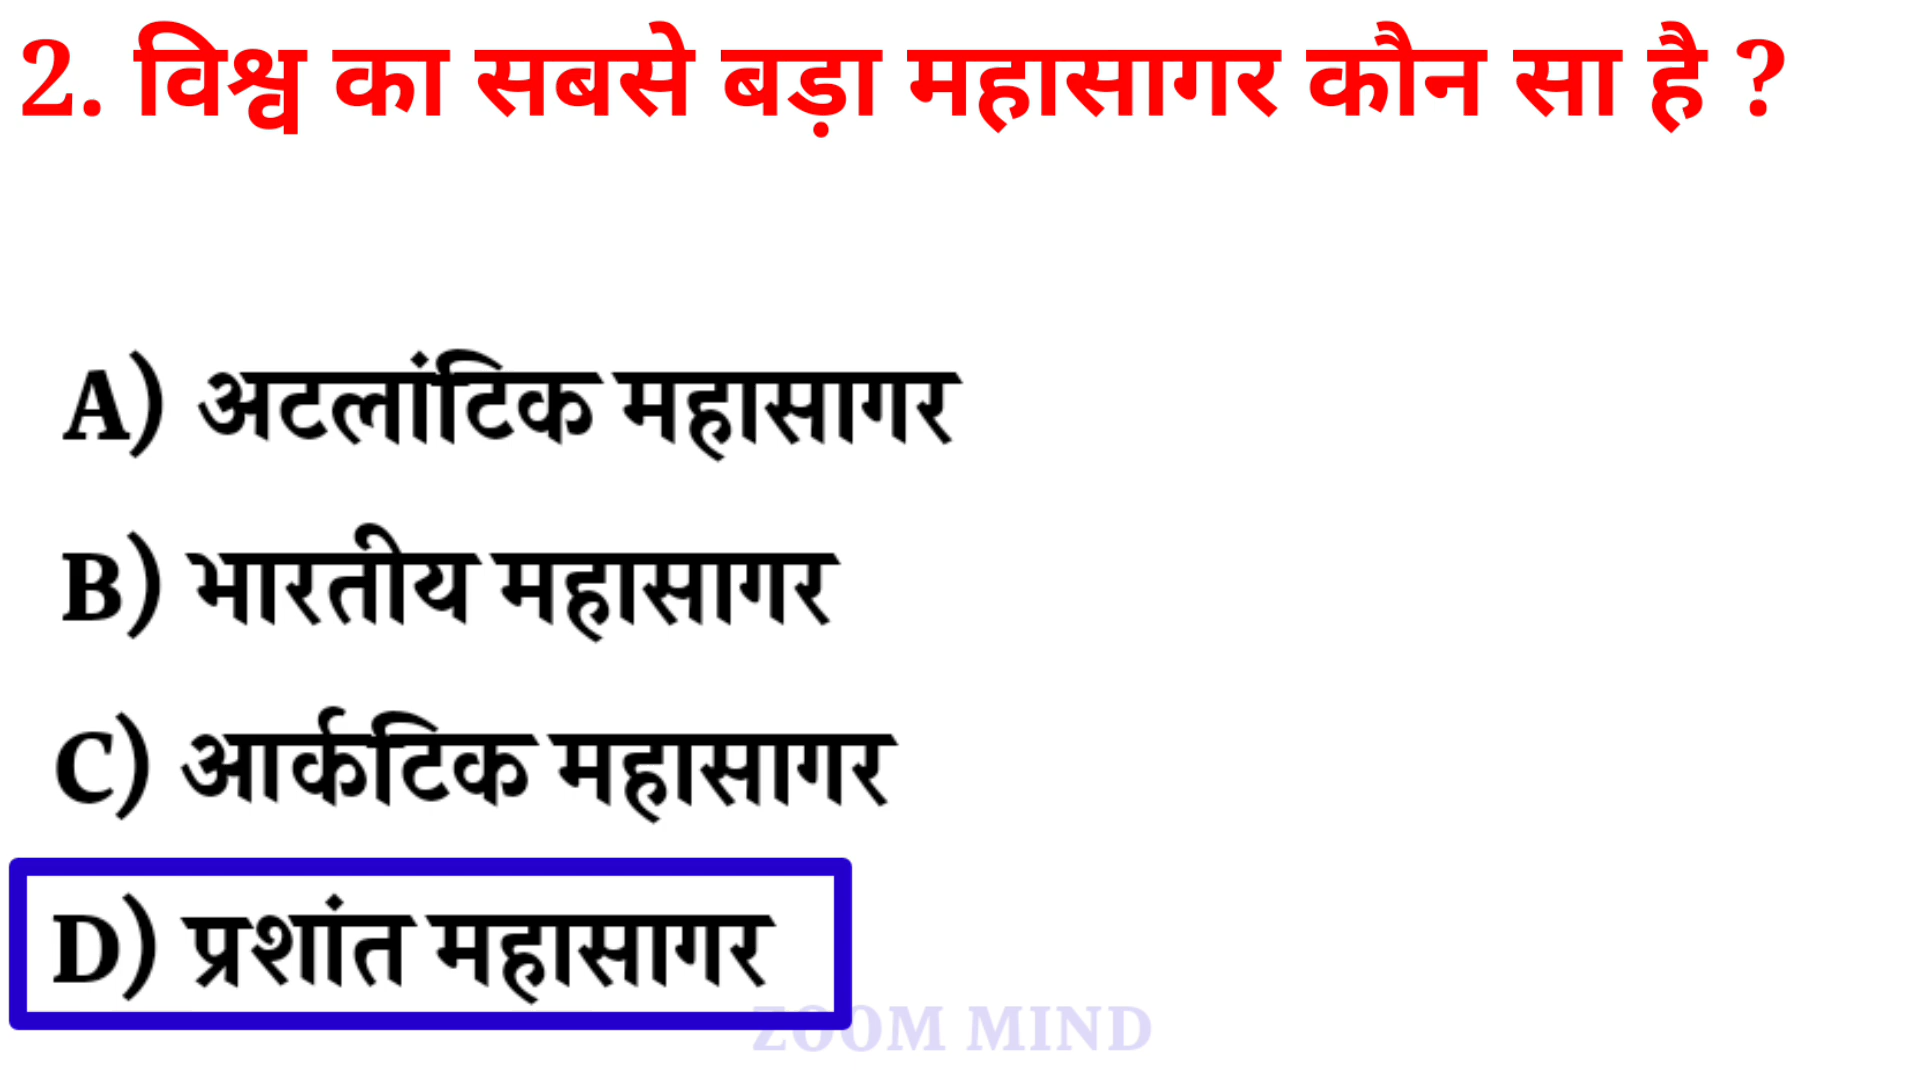 2. विश्व का सबसे बड़ा महासागर कौन सा है ?
A) अटलांटिक महासागर
B) भारतीय महासागर
C) आर्कटिक महासागर
D) प्रशांत महासागर
ZOOM MIND